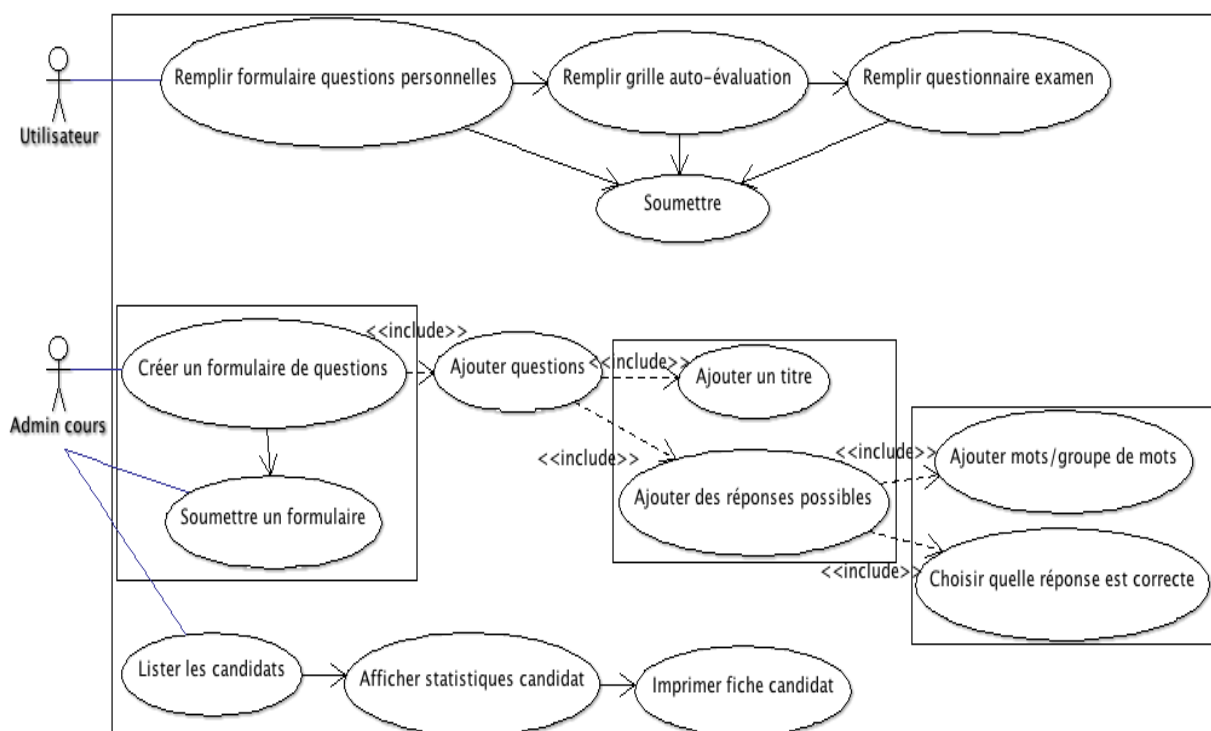 Remplir formulaire questions personnelles
Remplir grille auto-évaluation
Remplir questionnaire examen
Utilisateur
Soumettre
<<include>>
Créer un formulaire de questions
Ajouter questions
<<include>>
Ajouter un titre
Admin cours
<<include>>
<<include>>
Ajouter mots/groupe de mots
Soumettre un formulaire
Ajouter des réponses possibles
<<include>>
Choisir quelle réponse est correcte
Lister les candidats
Afficher statistiques candidat
Imprimer fiche candidat